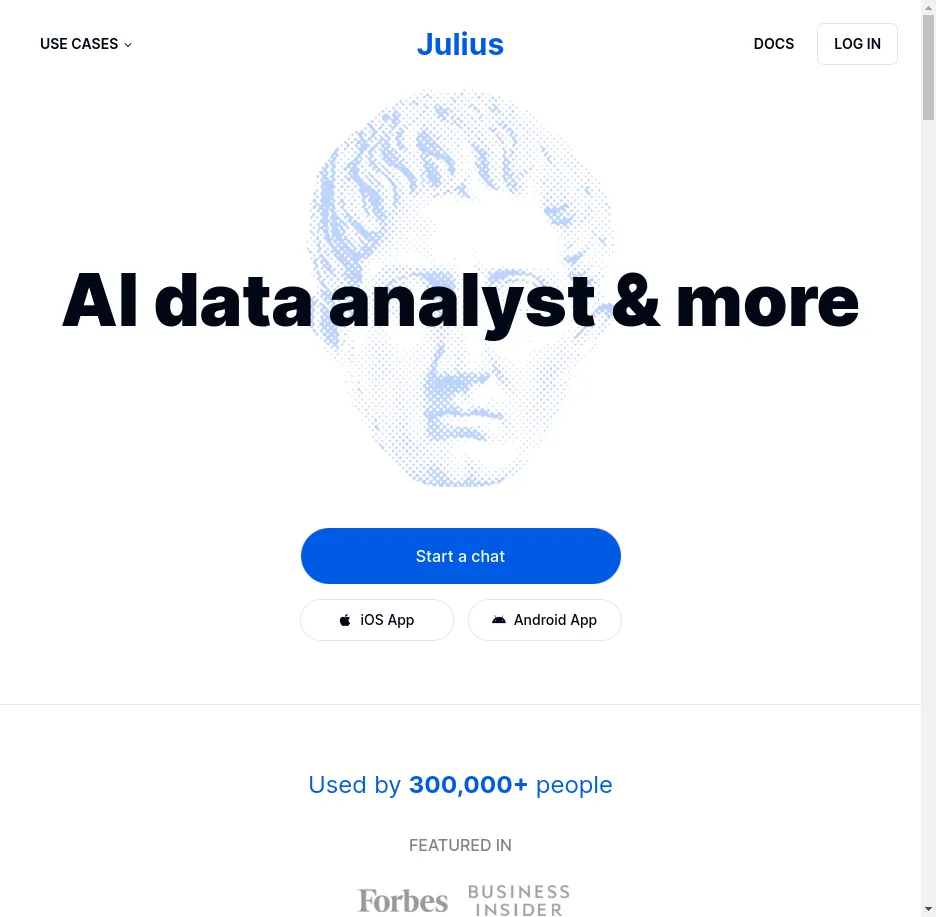 USE CASES
Julius
DOCS
LOG IN
AI data analyst & more
Start a chat
iOS App
Android App
Used by 300,000+ people
FEATURED IN
Forbes
BUSINESS
INSIDER